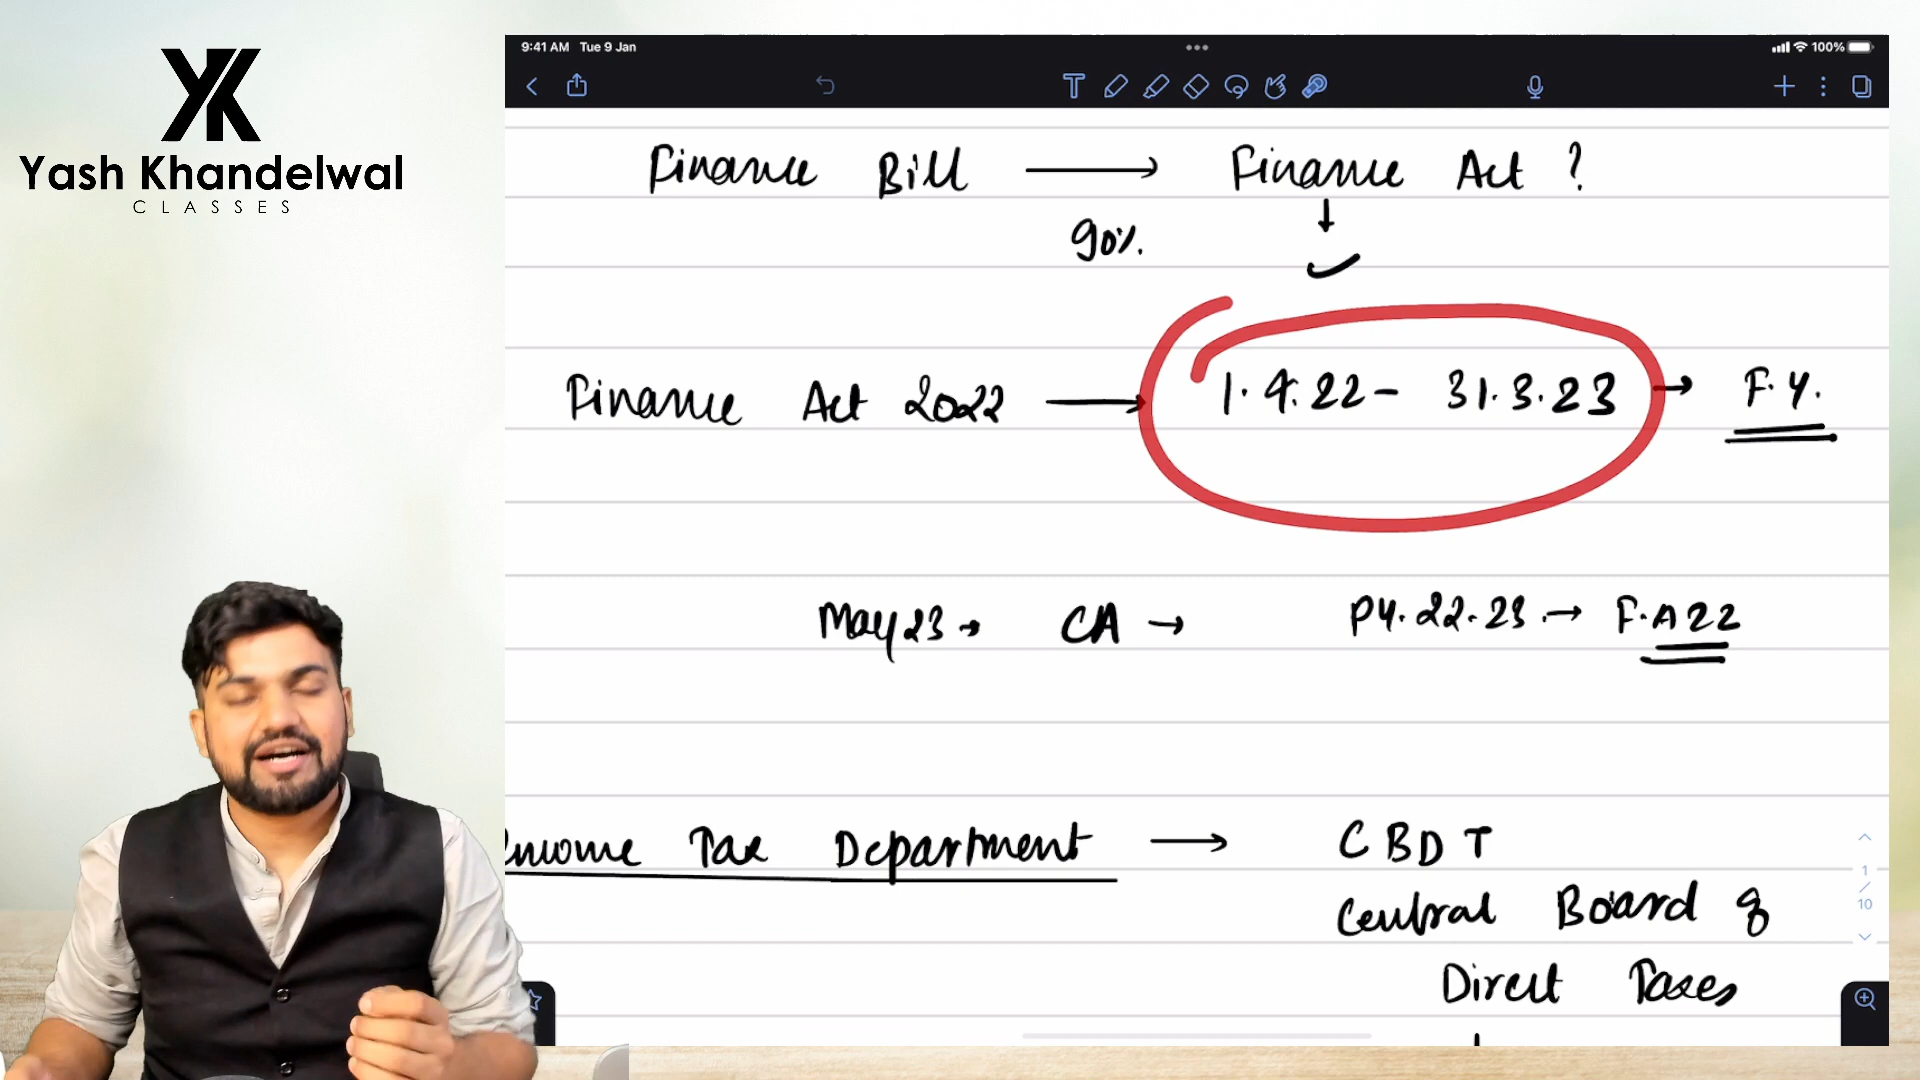 YK
Yash Khandelwal
CLASSES
9:41 AM Tue 9 Jan
100%
Finance Bill → Finance Act ?
90%.
Finance Act 2022 → 1.4.22 - 31.3.23 → F.Y.
May 23 → CA → P.Y. 22-23 → F.A 22
Income Tax Department → CBDT
1
/
10
Central Board of
Direct Taxes